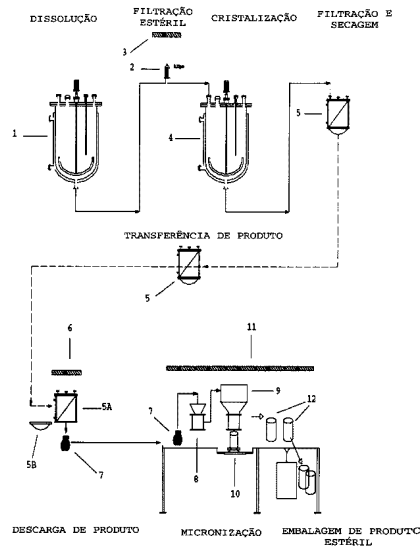 DISSOLUÇÃO
FILTRAÇÃO
ESTÉRIL
CRISTALIZAÇÃO
FILTRAÇÃO E
SECAGEM
3
2
1
4
5
TRANSFERÊNCIA DE PRODUTO
5
6
11
5A
5B
7
7
8
9
10
12
DESCARGA DE PRODUTO
MICRONIZAÇÃO
EMBALAGEM DE PRODUTO
ESTÉRIL